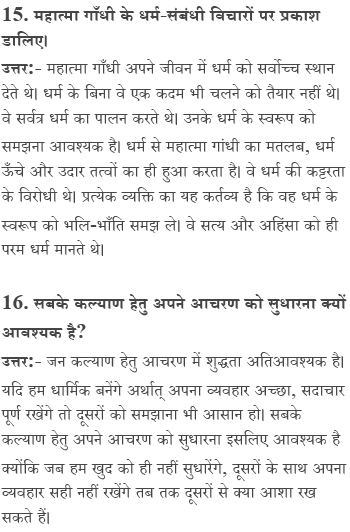 15. महात्मा गाँधी के धर्म-संबंधी विचारों पर प्रकाश
डालिए।
उत्तर:- महात्मा गाँधी अपने जीवन में धर्म को सर्वोच्च स्थान
देते थे। धर्म के बिना वे एक कदम भी चलने को तैयार नहीं थे।
वे सर्वत्र धर्म का पालन करते थे। उनके धर्म के स्वरूप को
समझना आवश्यक है। धर्म से महात्मा गांधी का मतलब, धर्म
ऊँचे और उदार तत्वों का ही हुआ करता है। वे धर्म की कट्टरता
के विरोधी थे। प्रत्येक व्यक्ति का यह कर्तव्य है कि वह धर्म के
स्वरूप को भलि-भाँति समझ ले। वे सत्य और अहिंसा को ही
परम धर्म मानते थे।
16. सबके कल्याण हेतु अपने आचरण को सुधारना क्यों
आवश्यक है?
उत्तर:- जन कल्याण हेतु आचरण में शुद्धता अतिआवश्यक है।
यदि हम धार्मिक बनेंगे अर्थात् अपना व्यवहार अच्छा, सदाचार
पूर्ण रखेंगे तो दूसरों को समझाना भी आसान हो। सबके
कल्याण हेतु अपने आचरण को सुधारना इसलिए आवश्यक है
क्योंकि जब हम खुद को ही नहीं सुधारेंगे, दूसरों के साथ अपना
व्यवहार सही नहीं रखेंगे तब तक दूसरों से क्या आशा रख
सकते हैं।